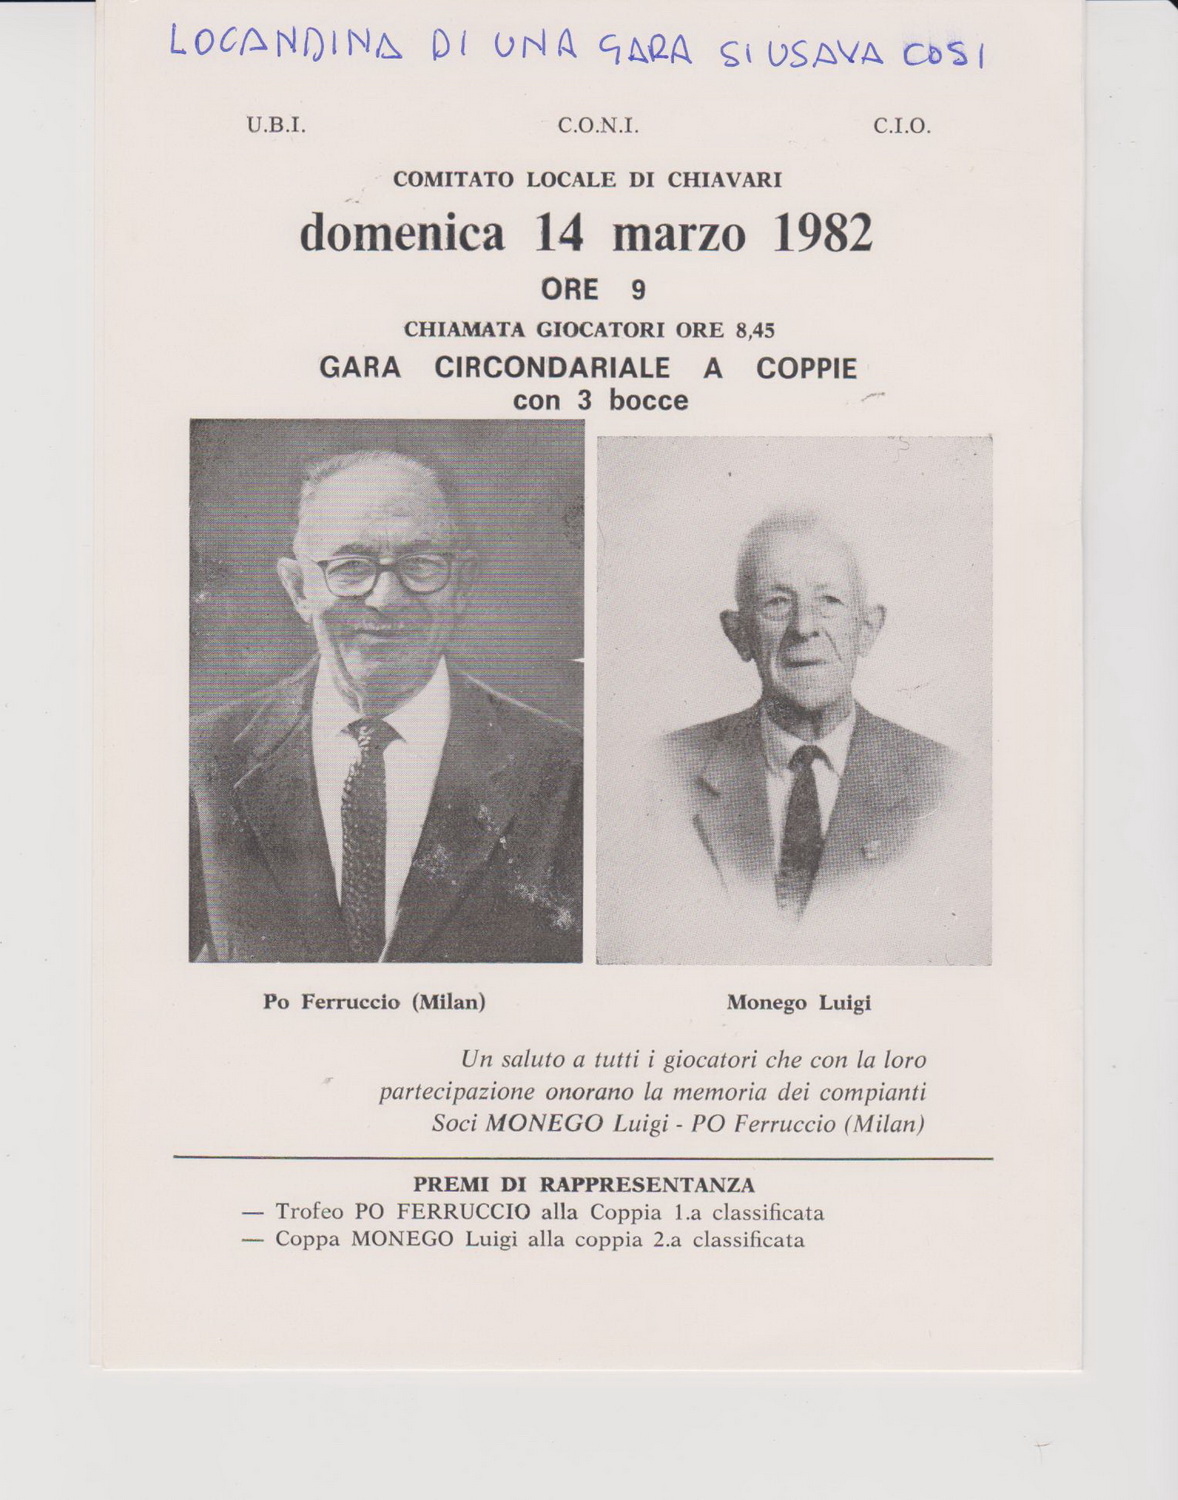 LOCANDINA DI UNA GARA SI USAVA COSI
U.B.I. C.O.N.I. C.I.O.
COMITATO LOCALE DI CHIAVARI
domenica 14 marzo 1982
ORE 9
CHIAMATA GIOCATORI ORE 8,45
GARA CIRCONDARIALE A COPPIE
con 3 bocce
Po Ferruccio (Milan) Monego Luigi
Un saluto a tutti i giocatori che con la loro
partecipazione onorano la memoria dei compianti
Soci MONEGO Luigi - PO Ferruccio (Milan)
PREMI DI RAPPRESENTANZA
— Trofeo PO FERRUCCIO alla Coppia 1.a classificata
— Coppa MONEGO Luigi alla coppia 2.a classificata